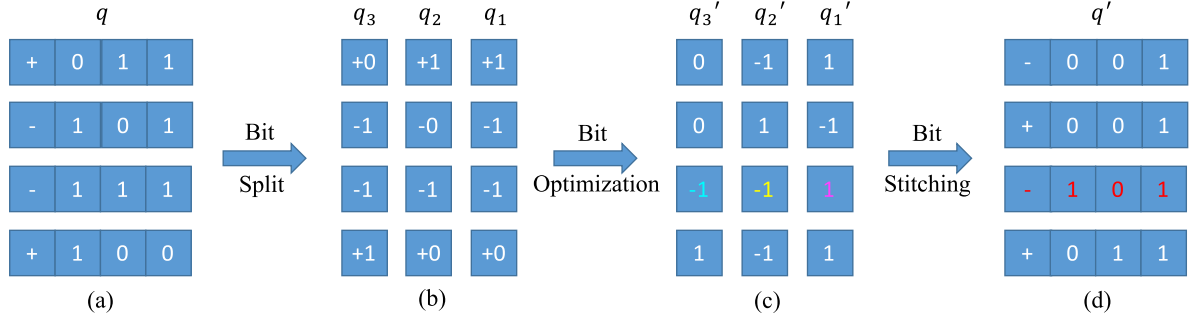 q q₃ q₂ q₁ q₃′ q₂′ q₁′ q′
+ 0 1 1 +0 +1 +1 0 -1 1 - 0 0 1
- 1 0 1 -1 -0 -1 0 1 -1 + 0 0 1
Bit Bit Bit
Split Optimization Stitching
- 1 1 1 -1 -1 -1 -1 -1 1 - 1 0 1
+ 1 0 0 +1 +0 +0 1 -1 1 + 0 1 1
(a) (b) (c) (d)